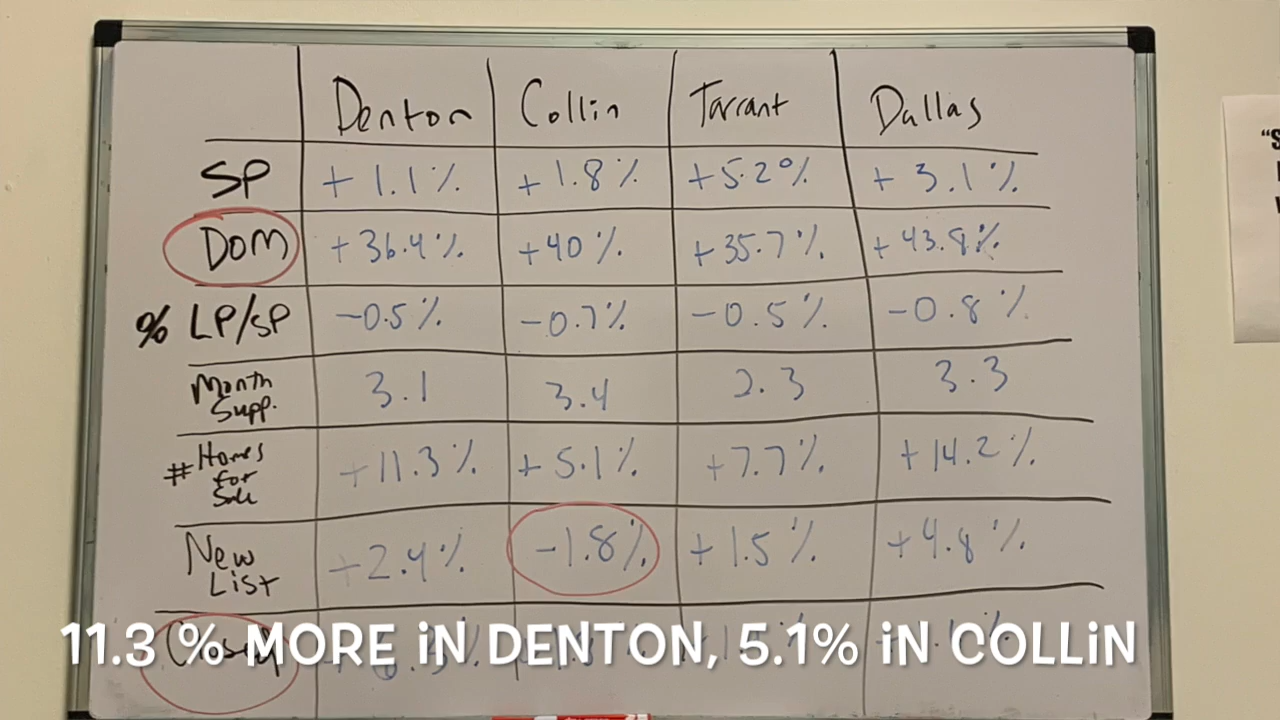 Denton Collin Tarrant Dallas
SP +1.1% +1.8% +5.2% +3.1%
DOM +36.4% +40% +35.7% +43.8%
% LP/SP -0.5% -0.7% -0.5% -0.8%
Month Supp. 3.1 3.4 2.3 3.3
# Homes for Sale +11.3% +5.1% +7.7% +14.2%
New List +2.4% -1.8% +1.5% +4.8%
Closed
11.3 % MORE iN DENTON, 5.1% iN COLLiN
"S